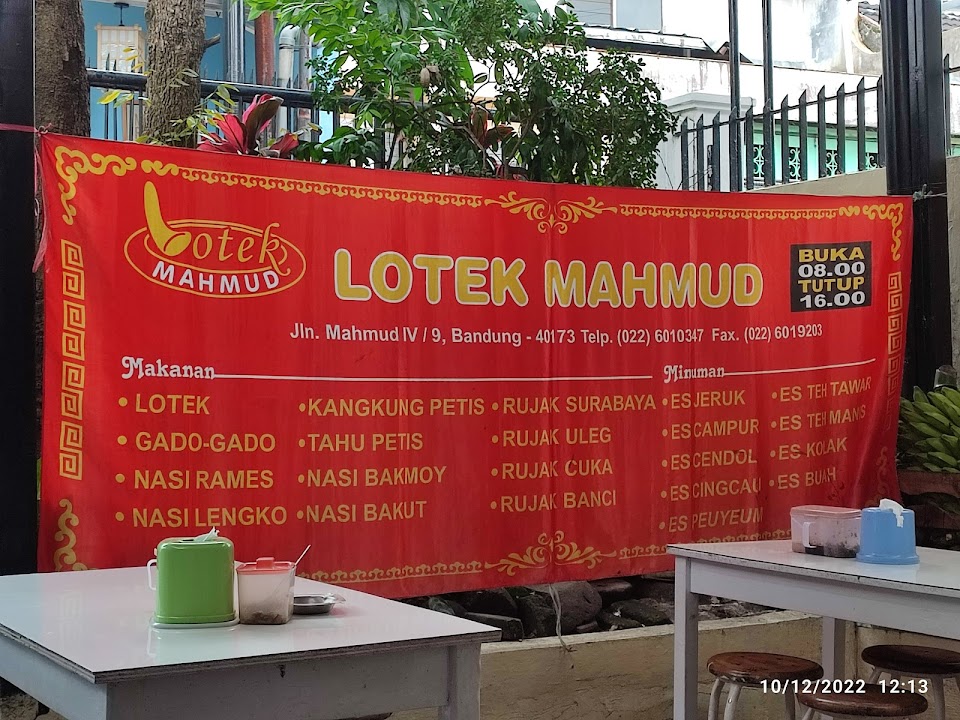 Lotek
MAHMUD
LOTEK MAHMUD
BUKA
08.00
TUTUP
16.00
Jln. Mahmud IV / 9, Bandung - 40173 Telp. (022) 6010347 Fax. (022) 6019203
Makanan
• LOTEK
• GADO-GADO
• NASI RAMES
• NASI LENGKO
• KANGKUNG PETIS
• TAHU PETIS
• NASI BAKMOY
• NASI BAKUT
• RUJAK SURABAYA
• RUJAK ULEG
• RUJAK CUKA
• RUJAK BANCI
Minuman
• ES JERUK
• ES CAMPUR
• ES CENDOL
• ES CINGCAU
• ES PEUYEUM
• ES TEH TAWAR
• ES TEH MANIS
• ES KOLAK
• ES BUAH
10/12/2022 12:13